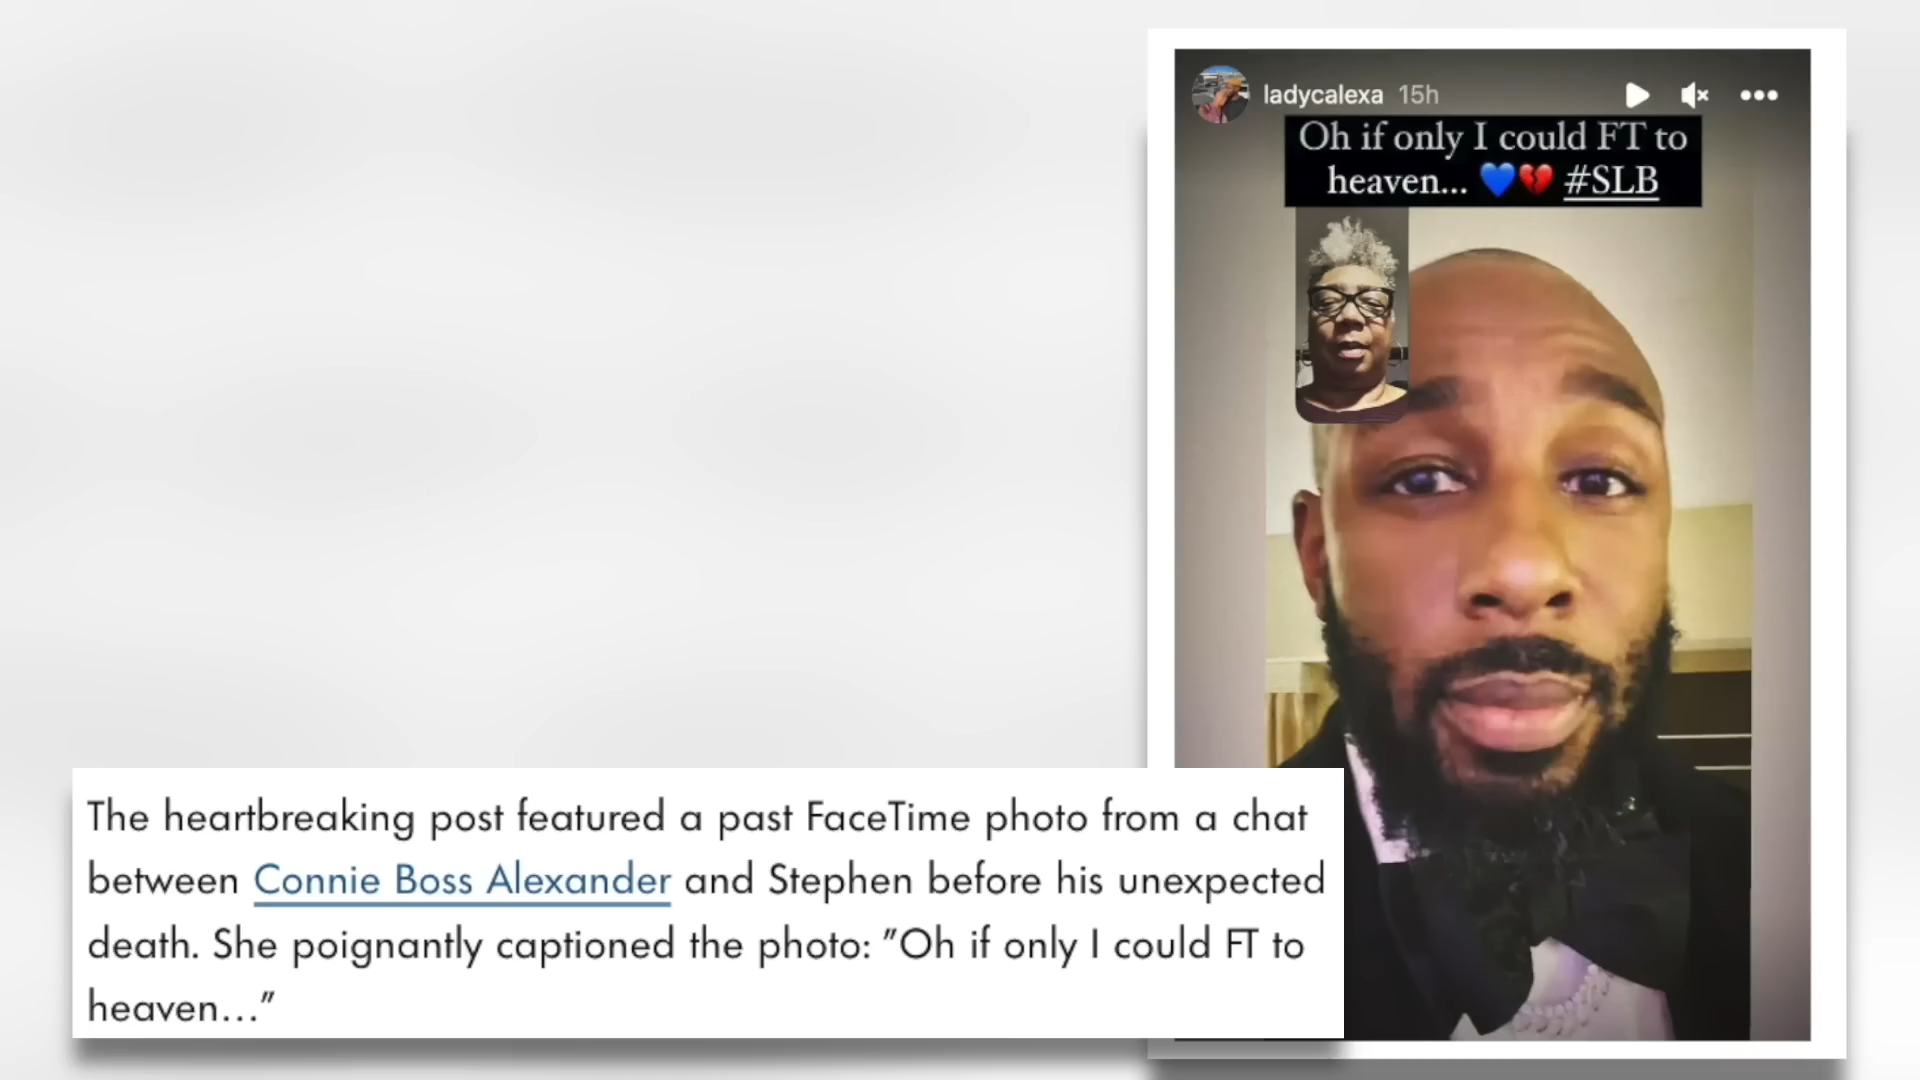 ladycalexa 15h
Oh if only I could FT to
heaven... 💙💔 #SLB
The heartbreaking post featured a past FaceTime photo from a chat
between Connie Boss Alexander and Stephen before his unexpected
death. She poignantly captioned the photo: "Oh if only I could FT to
heaven..."